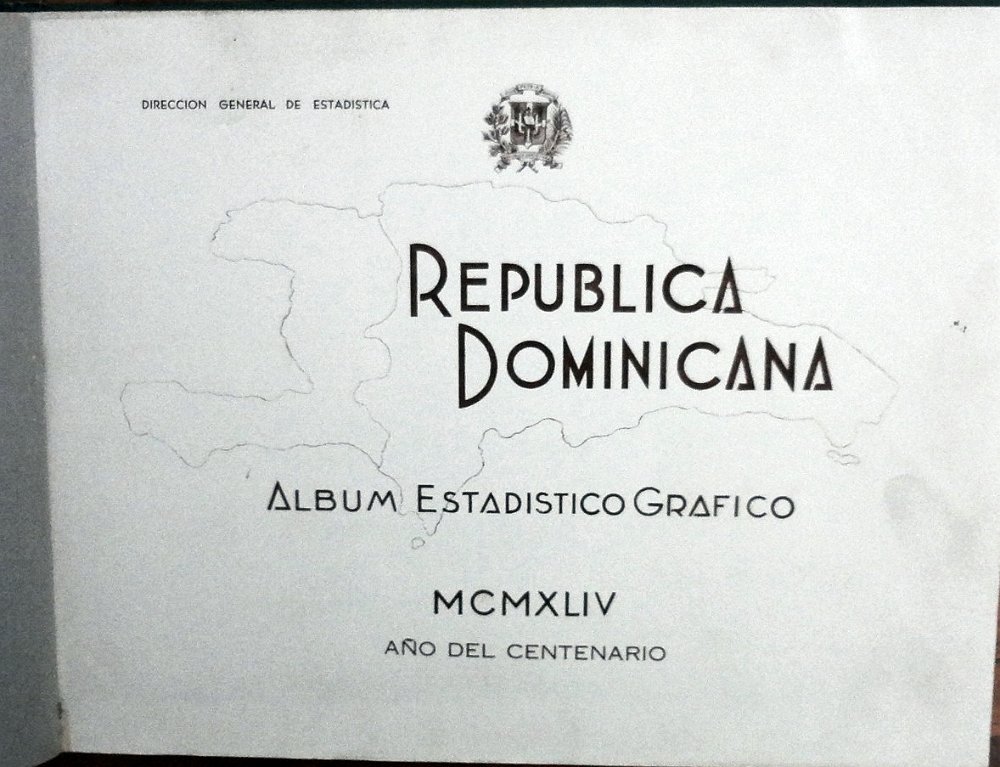 DIRECCION GENERAL DE ESTADISTICA
REPUBLICA
DOMINICANA
ALBUM ESTADISTICO GRAFICO
MCMXLIV
AÑO DEL CENTENARIO